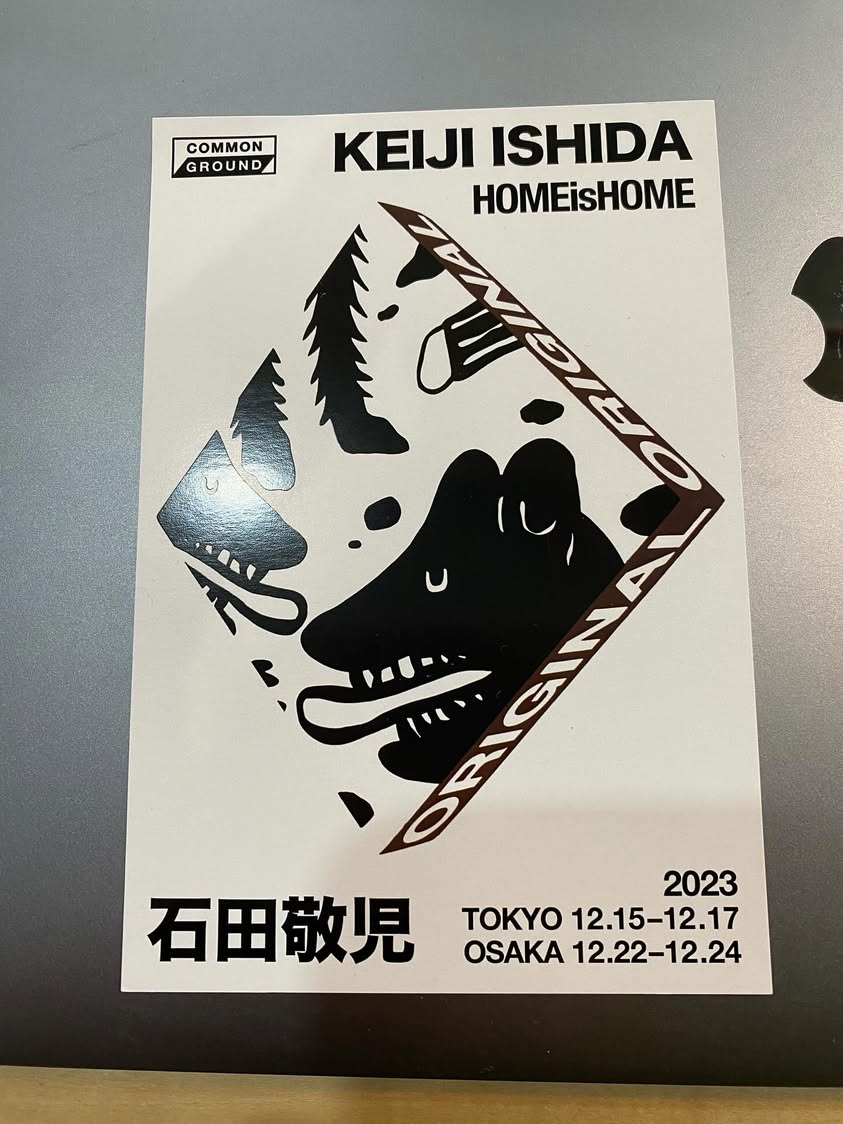 COMMON
GROUND
KEIJI ISHIDA
HOMEisHOME
ORIGINAL
ORIGINAL
石田敬児
2023
TOKYO 12.15–12.17
OSAKA 12.22–12.24